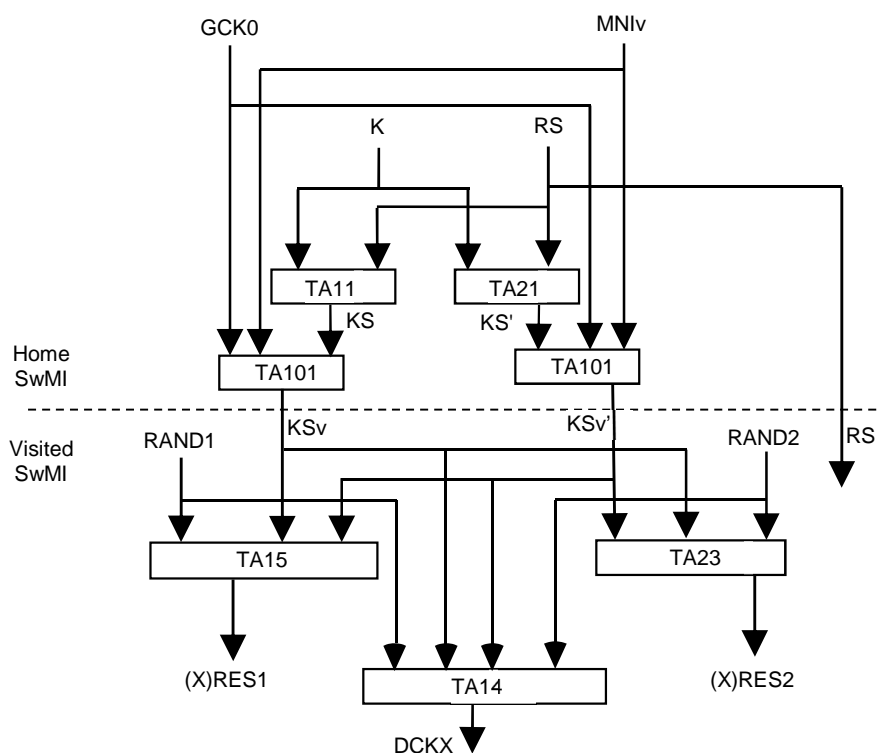 GCK0
MNIv
K
RS
TA11
TA21
KS
KS'
Home
SwMI
TA101
TA101
KSv
KSv’
Visited
SwMI
RAND1
RAND2
RS
TA15
TA23
(X)RES1
TA14
(X)RES2
DCKX